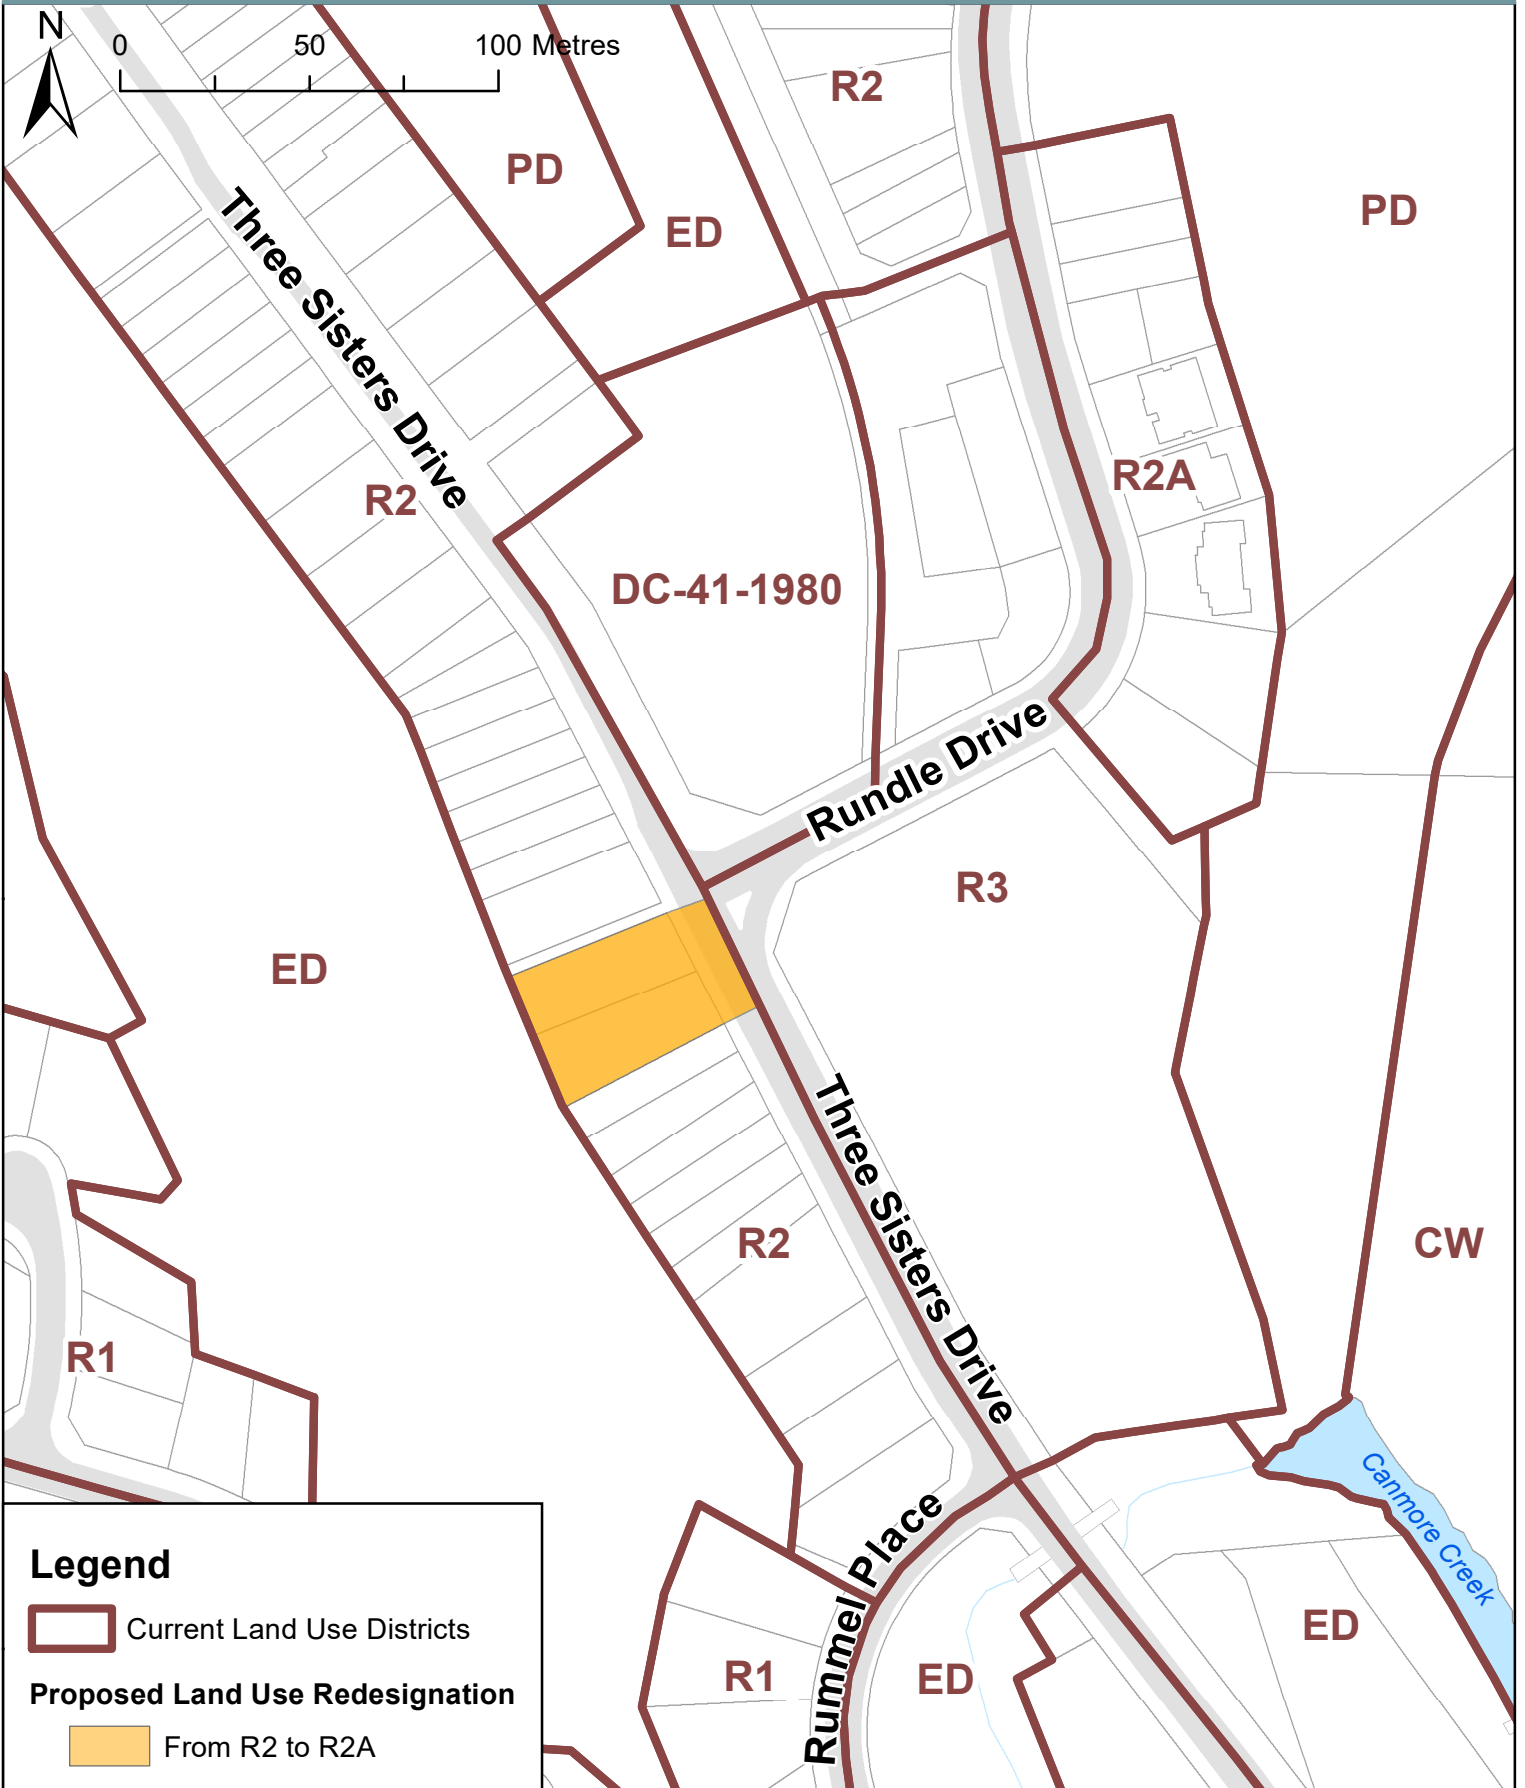 N
0 50 100 Metres
R2
PD
ED
PD
Three Sisters Drive
R2
R2A
DC-41-1980
Rundle Drive
R3
ED
Three Sisters Drive
R2
CW
R1
Canmore Creek
Rummel Place
R1
ED
ED
Legend
Current Land Use Districts
Proposed Land Use Redesignation
From R2 to R2A